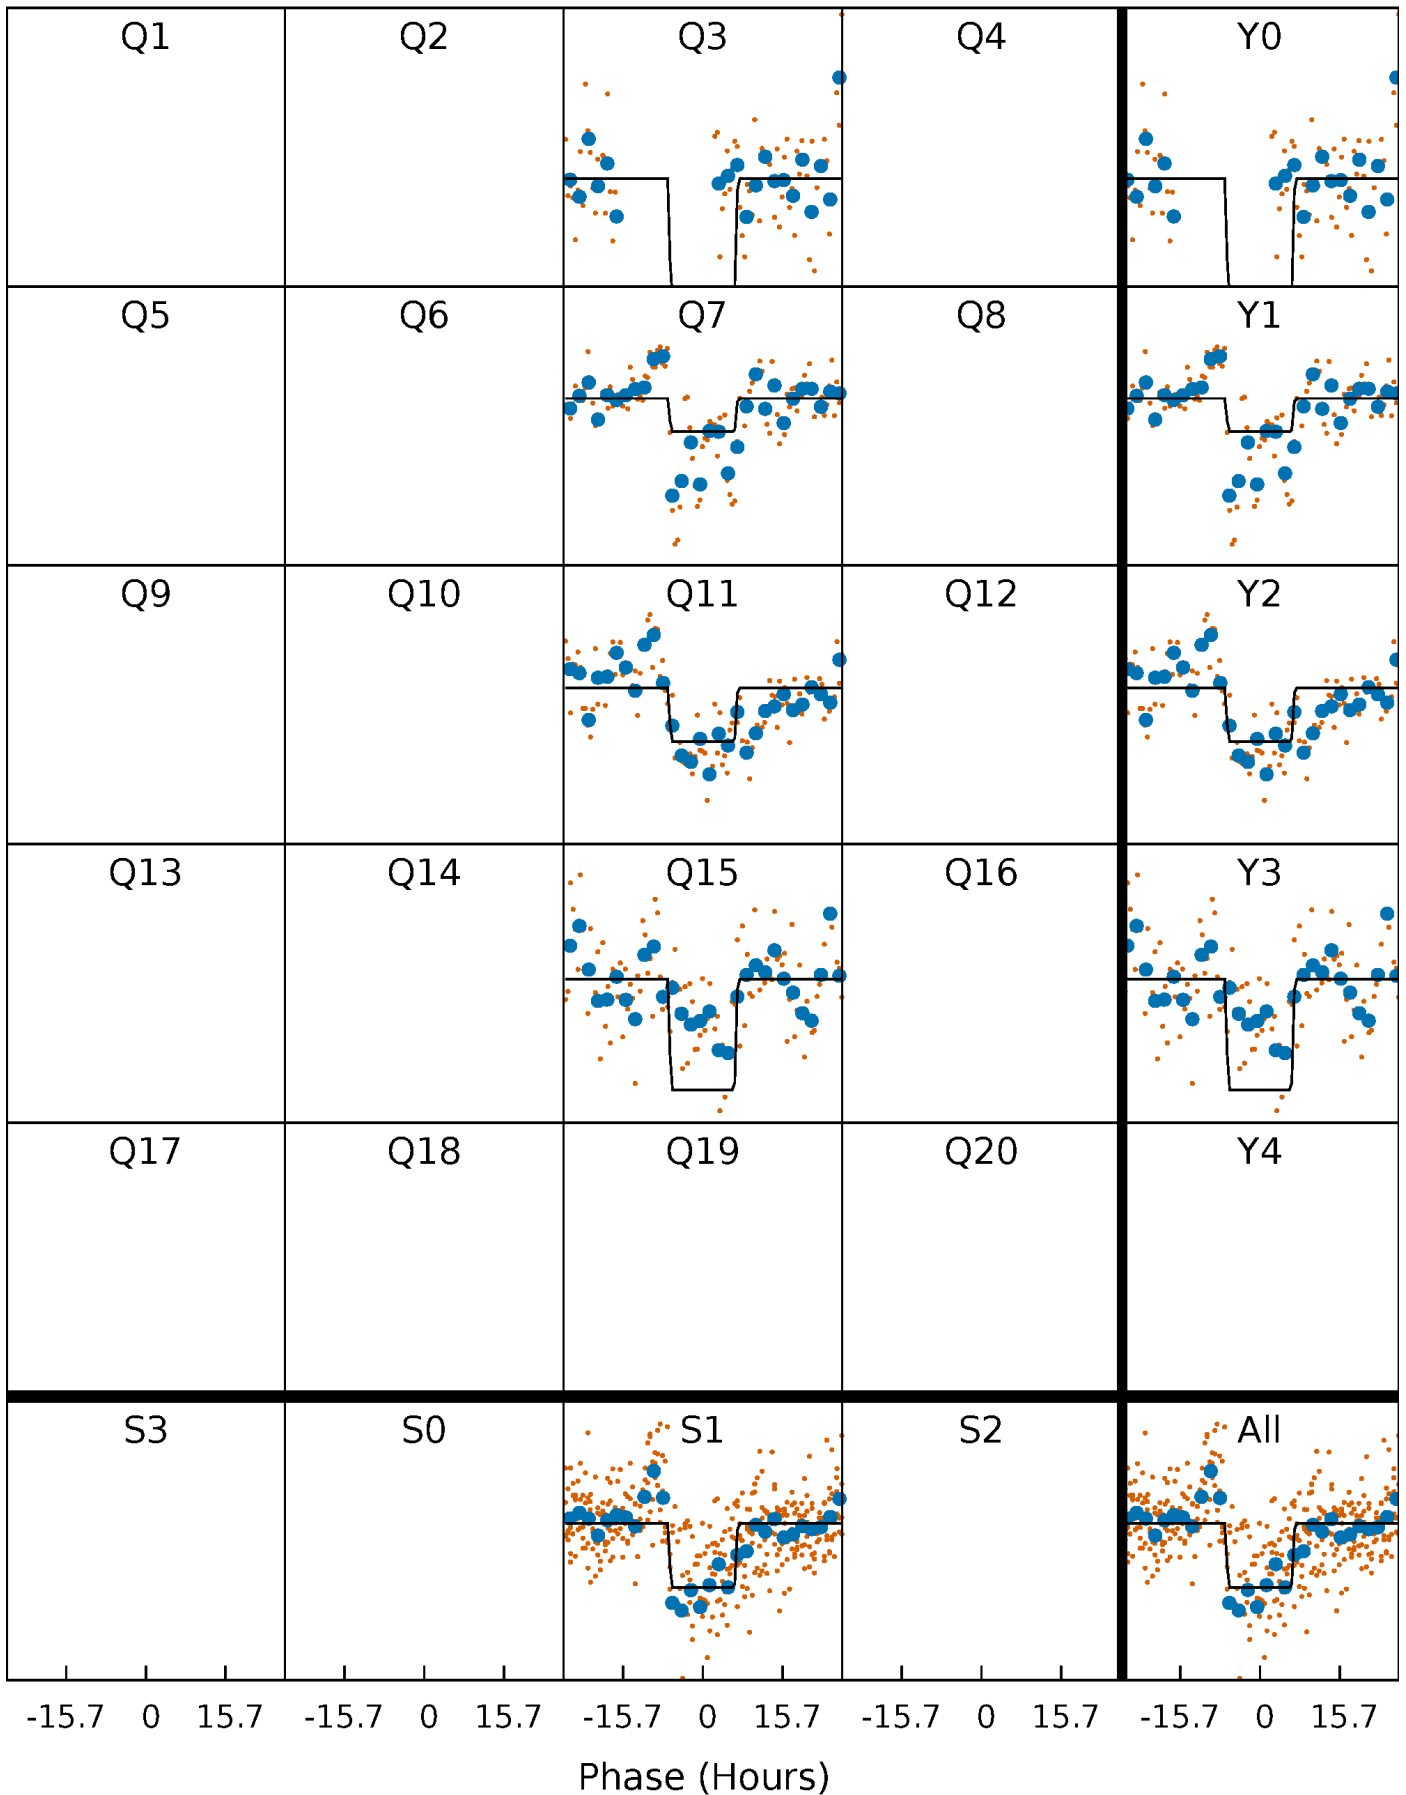 Q1 Q2 Q3 Q4 Y0
Q5 Q6 Q7 Q8 Y1
Q9 Q10 Q11 Q12 Y2
Q13 Q14 Q15 Q16 Y3
Q17 Q18 Q19 Q20 Y4
S3 S0 S1 S2 All
-15.7 0 15.7 -15.7 0 15.7 -15.7 0 15.7 -15.7 0 15.7 -15.7 0 15.7
Phase (Hours)